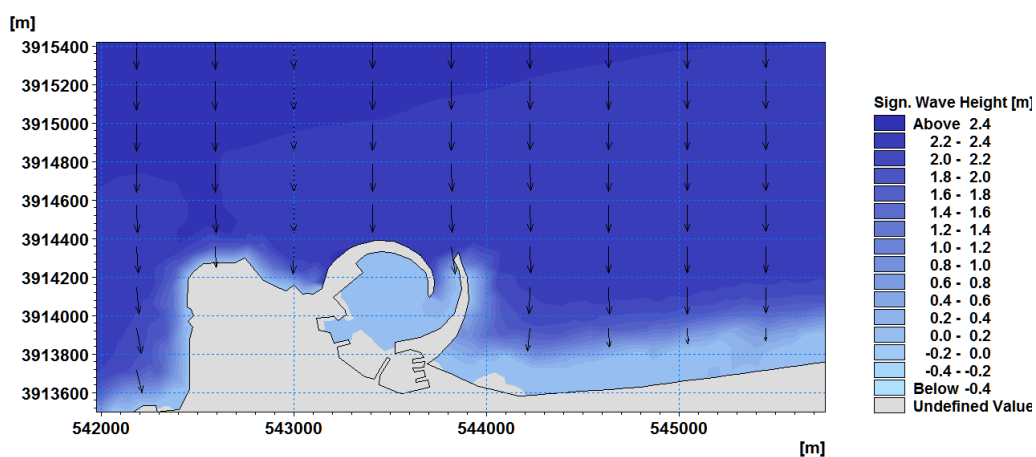 [m]
3915400
3915200
3915000
3914800
3914600
3914400
3914200
3914000
3913800
3913600
542000 543000 544000 545000
[m]
Sign. Wave Height [m]
Above 2.4
2.2 - 2.4
2.0 - 2.2
1.8 - 2.0
1.6 - 1.8
1.4 - 1.6
1.2 - 1.4
1.0 - 1.2
0.8 - 1.0
0.6 - 0.8
0.4 - 0.6
0.2 - 0.4
0.0 - 0.2
-0.2 - 0.0
-0.4 - -0.2
Below -0.4
Undefined Value